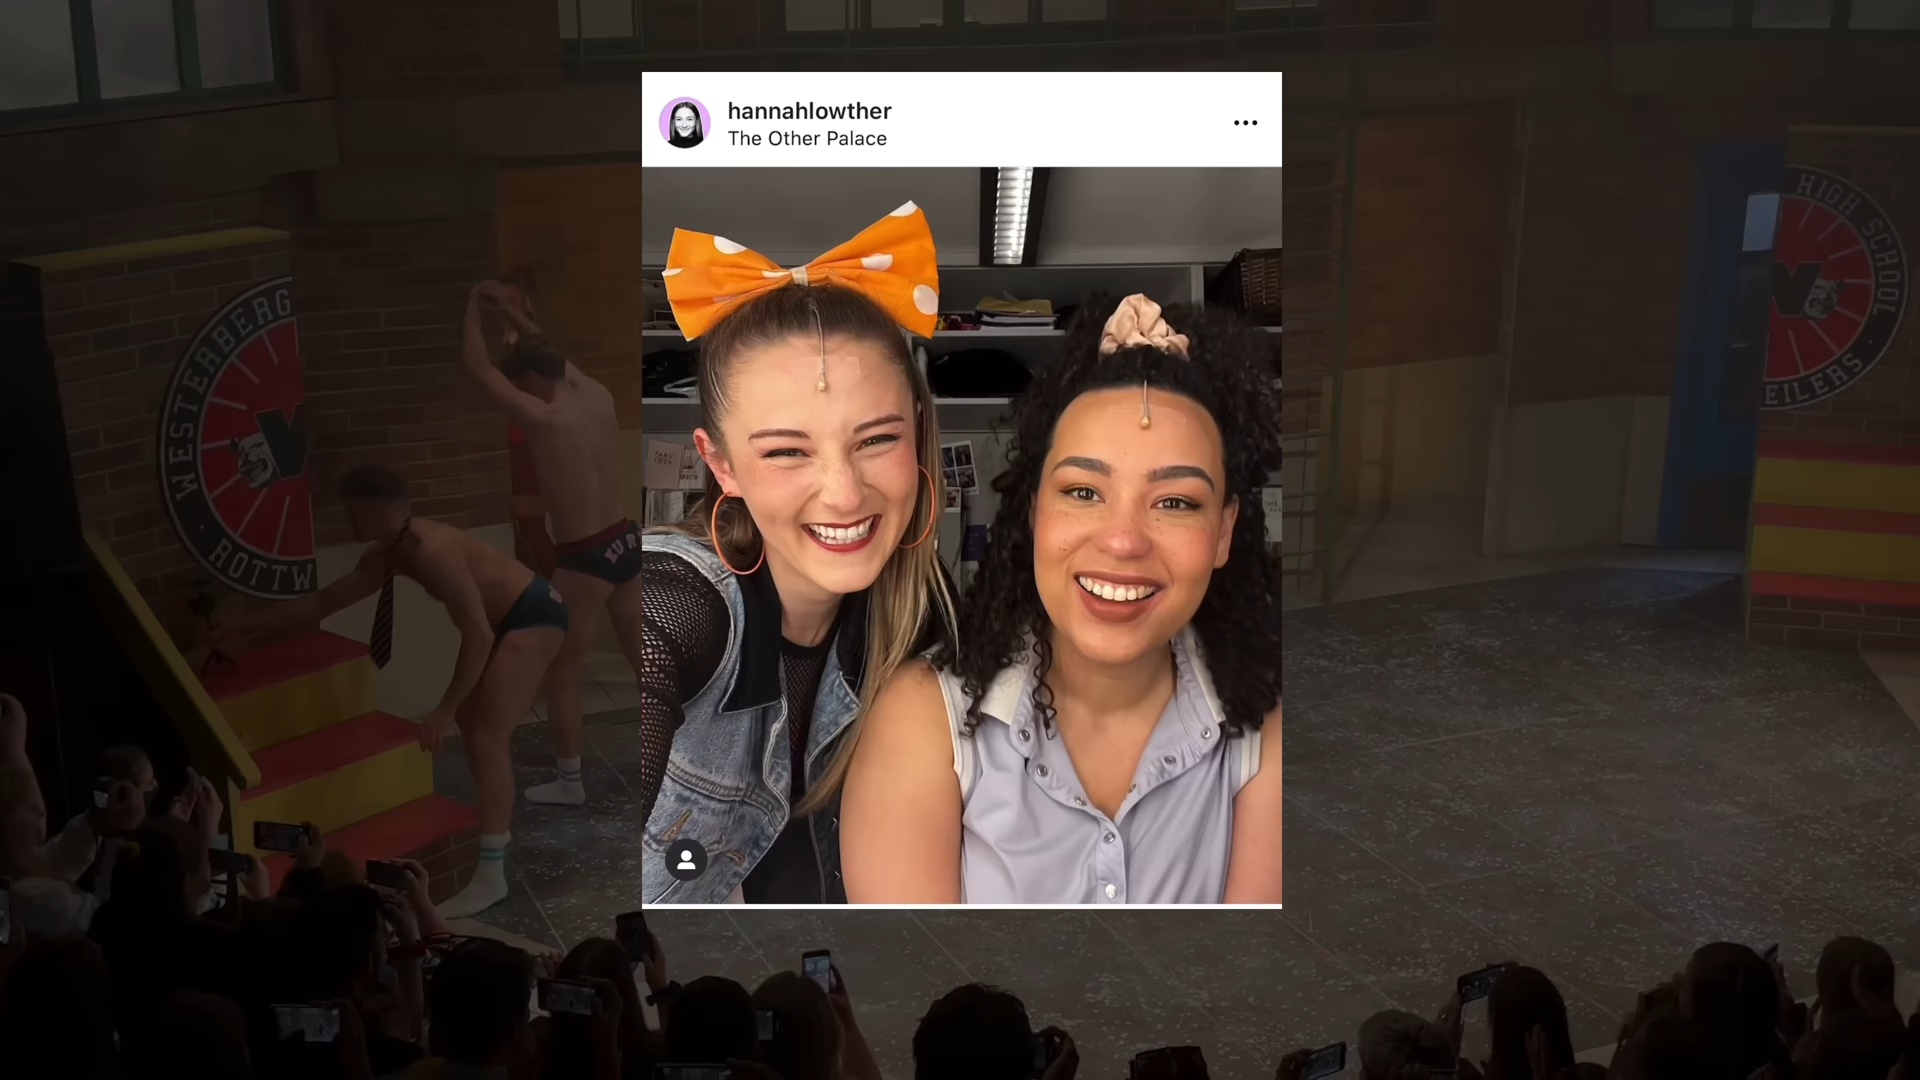 hannahlowther
The Other Palace
WESTERBERG
ROTTW
HIGH SCHOOL
EILERS